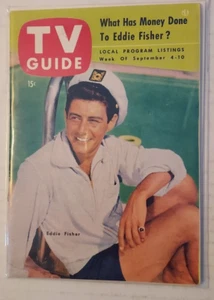 What Has Money Done
To Eddie Fisher?
TV
GUIDE
LOCAL PROGRAM LISTINGS
Week Of September 4-10
15¢
Eddie Fisher